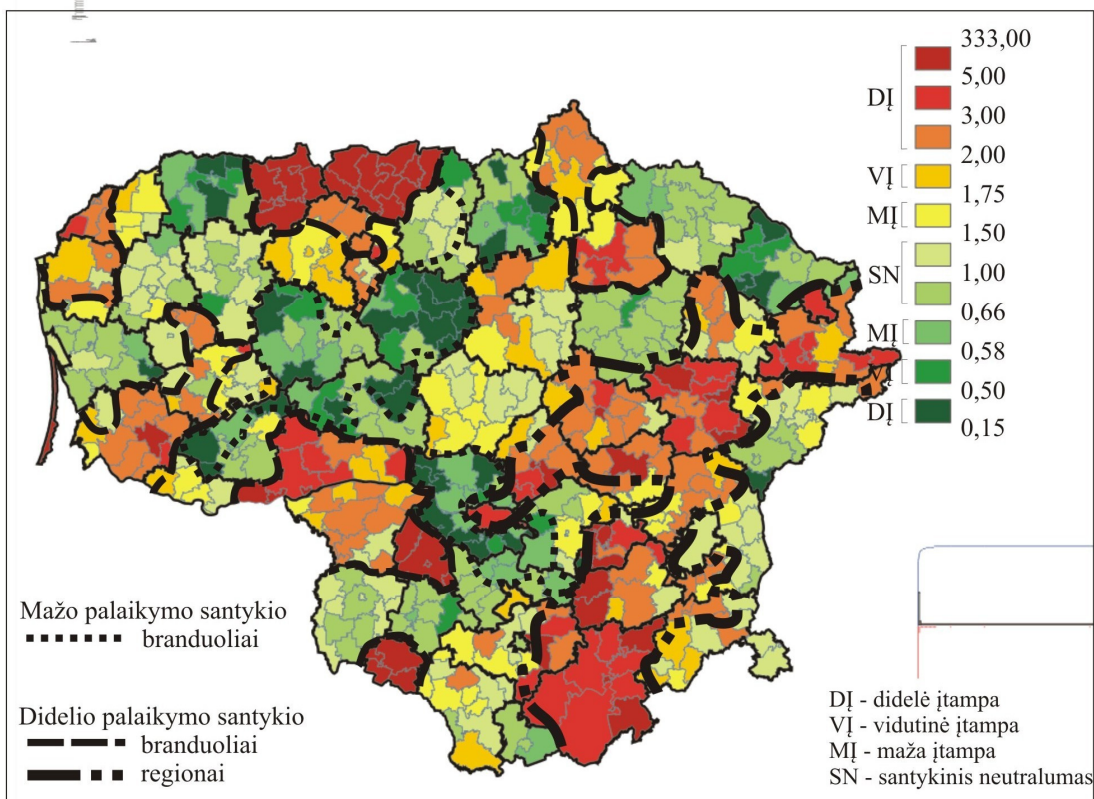 333,00
DĮ
5,00
3,00
2,00
VĮ
1,75
MĮ
1,50
SN
1,00
0,66
MĮ
0,58
VĮ
0,50
DĮ
0,15
Mažo palaikymo santykio
branduoliai
Didelio palaikymo santykio
branduoliai
regionai
DĮ - didelė įtampa
VĮ - vidutinė įtampa
MĮ - maža įtampa
SN - santykinis neutralumas